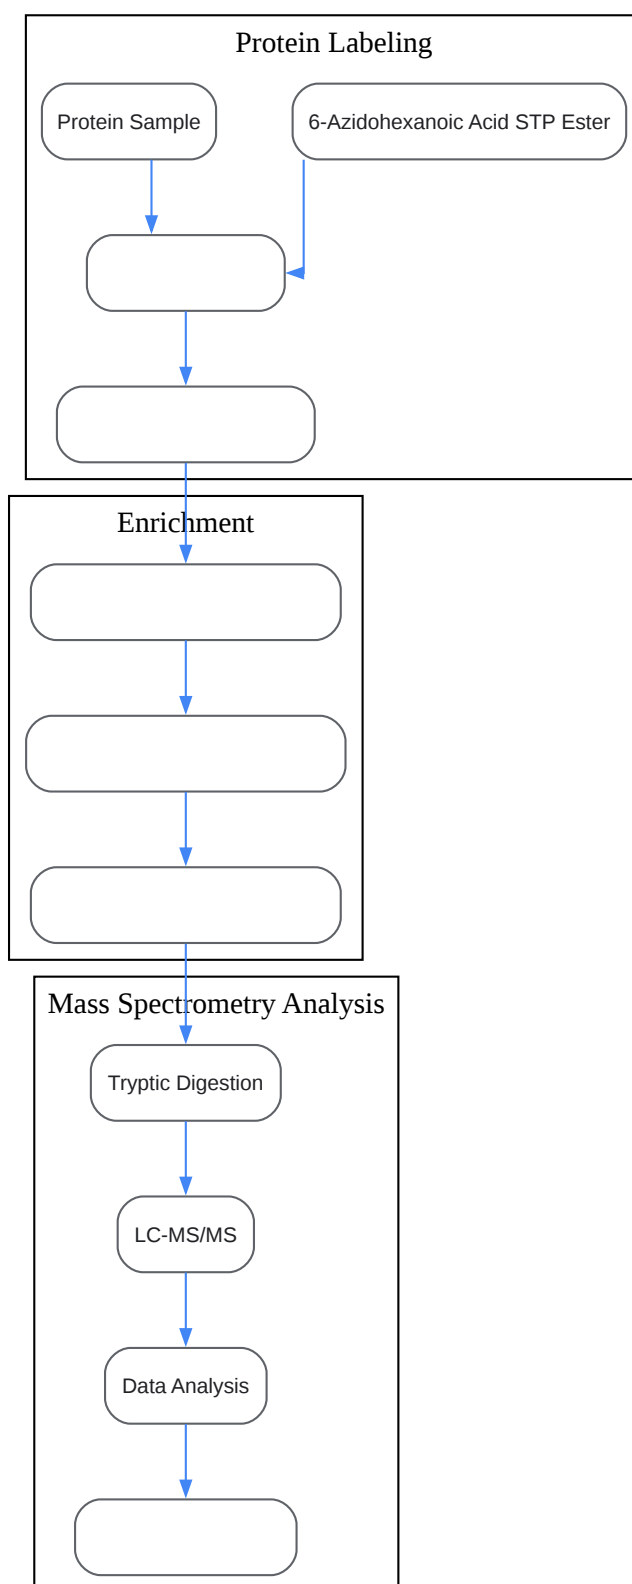 Protein Labeling
Protein Sample
6-Azidohexanoic Acid STP Ester
Enrichment
Mass Spectrometry Analysis
Tryptic Digestion
LC-MS/MS
Data Analysis